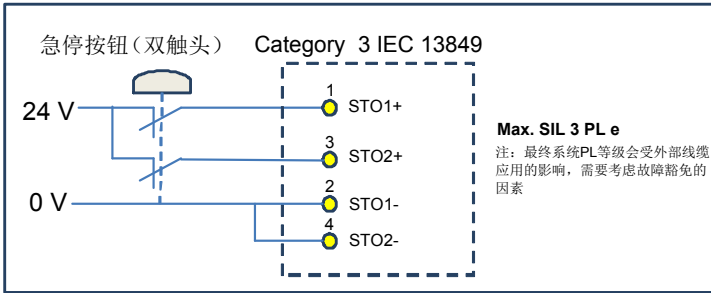 急停按钮（双触头） Category 3 IEC 13849
24 V
1
STO1+
3
STO2+
0 V
2
STO1-
4
STO2-
Max. SIL 3 PL e
注：最终系统PL等级会受外部线缆
应用的影响，需要考虑故障豁免的
因素